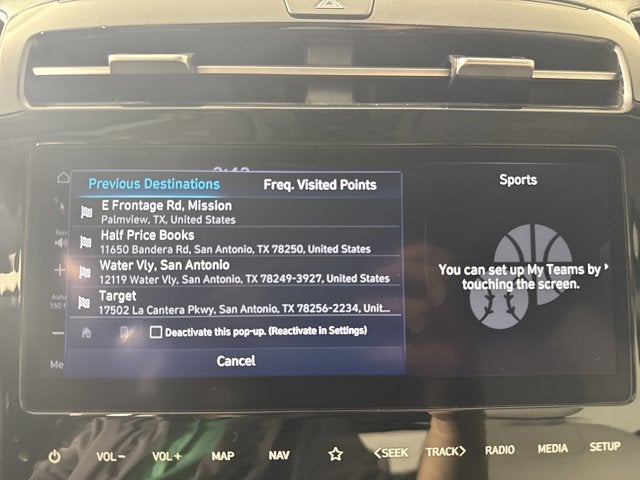 Previous Destinations
Freq. Visited Points
Sports
E Frontage Rd, Mission
Palmview, TX, United States
Half Price Books
11650 Bandera Rd, San Antonio, TX 78250, United States
Water Vly, San Antonio
12119 Water Vly, San Antonio, TX 78249-3927, United States
Target
17502 La Cantera Pkwy, San Antonio, TX 78256-2234, Unit...
Deactivate this pop-up. (Reactivate in Settings)
Cancel
You can set up My Teams by
touching the screen.
Nav
Auto
150 f
Me
VOL− VOL+ MAP NAV <SEEK TRACK> RADIO MEDIA SETUP